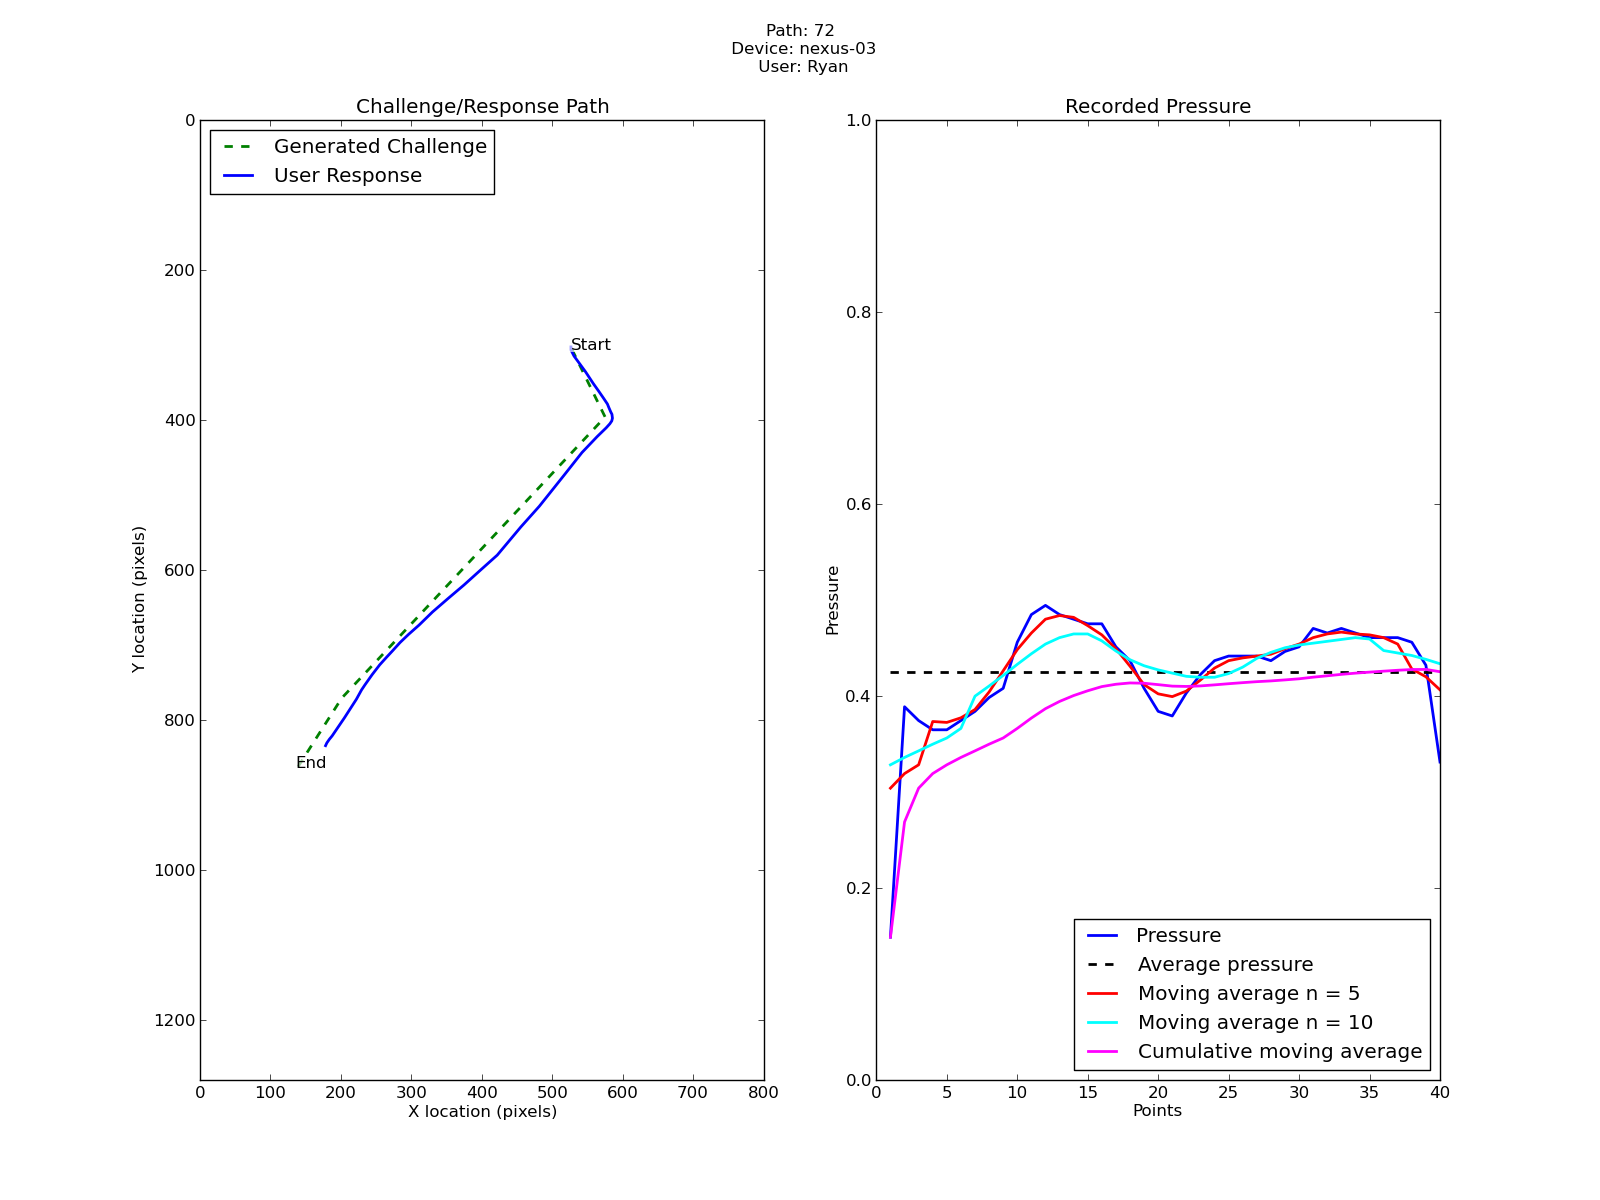 Path: 72
Device: nexus-03
User: Ryan
Challenge/Response Path
Generated Challenge
User Response
0
200
400
600
800
1000
1200
Y location (pixels)
Start
End
0 100 200 300 400 500 600 700 800
X location (pixels)
Recorded Pressure
1.0
0.8
0.6
0.4
0.2
0.0
Pressure
Pressure
Average pressure
Moving average n = 5
Moving average n = 10
Cumulative moving average
0 5 10 15 20 25 30 35 40
Points